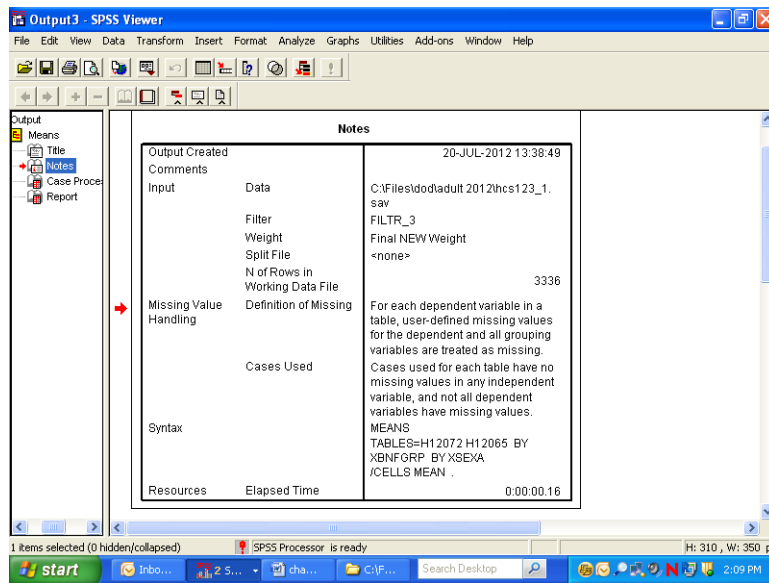 Output3 - SPSS Viewer
File Edit View Data Transform Insert Format Analyze Graphs Utilities Add-ons Window Help
Output
Means
Title
Notes
Case Proce
Report
Notes
Output Created 20-JUL-2012 13:38:49
Comments
Input Data C:\Files\dod\adult 2012\hcs123_1.
sav
Filter FILTR_3
Weight Final NEW Weight
Split File <none>
N of Rows in
Working Data File 3336
Missing Value Definition of Missing For each dependent variable in a
Handling table, user-defined missing values
for the dependent and all grouping
variables are treated as missing.
Cases Used Cases used for each table have no
missing values in any independent
variable, and not all dependent
variables have missing values.
Syntax MEANS
TABLES=H12072 H12065 BY
XBNFGRP BY XSEXA
/CELLS MEAN .
Resources Elapsed Time 0:00:00.16
1 items selected (0 hidden/collapsed) SPSS Processor is ready H: 310 , W: 350 p
start Inbo... 2 S... cha... C:\F... Search Desktop 2:09 PM